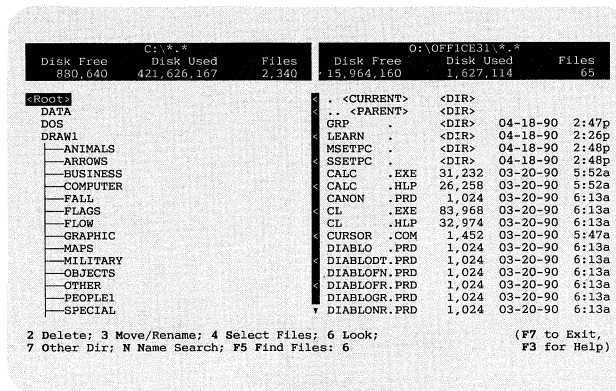 C:\*.*
Disk Free Disk Used Files
880,640 421,626,167 2,340
<Root>
DATA
DOS
DRAW1
ANIMALS
ARROWS
BUSINESS
COMPUTER
FALL
FLAGS
FLOW
GRAPHIC
MAPS
MILITARY
OBJECTS
OTHER
PEOPLE1
SPECIAL
O:\OFFICE31\*.*
Disk Free Disk Used Files
15,964,160 1,627,114 65
. <CURRENT> <DIR>
.. <PARENT> <DIR>
GRP . <DIR> 04-18-90 2:47p
LEARN . <DIR> 04-18-90 2:26p
MSETPC . <DIR> 04-18-90 2:48p
SSETPC . <DIR> 04-18-90 2:48p
CALC .EXE 31,232 03-20-90 5:52a
CALC .HLP 26,258 03-20-90 5:52a
CANON .PRD 1,024 03-20-90 6:13a
CL .EXE 83,968 03-20-90 6:13a
CL .HLP 32,974 03-20-90 6:13a
CURSOR .COM 1,452 03-20-90 5:47a
DIABLO .PRD 1,024 03-20-90 6:13a
DIABLODT.PRD 1,024 03-20-90 6:13a
DIABLOFN.PRD 1,024 03-20-90 6:13a
DIABLOFR.PRD 1,024 03-20-90 6:13a
DIABLOGR.PRD 1,024 03-20-90 6:13a
DIABLONR.PRD 1,024 03-20-90 6:13a
2 Delete; 3 Move/Rename; 4 Select Files; 6 Look; (F7 to Exit,
7 Other Dir; N Name Search; F5 Find Files: 6 F3 for Help)